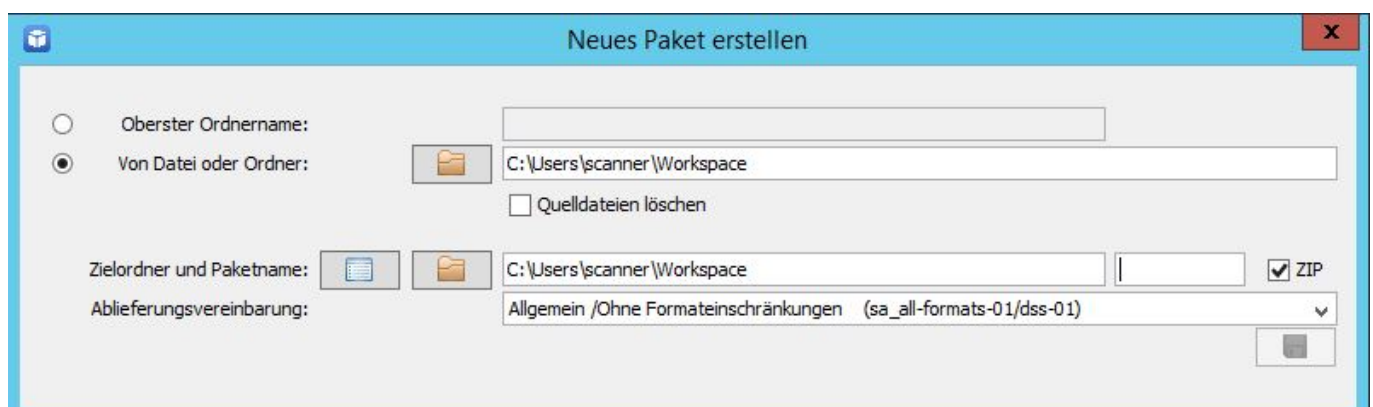 Neues Paket erstellen
x
Oberster Ordnername:
Von Datei oder Ordner: C:\Users\scanner\Workspace
Quelldateien löschen
Zielordner und Paketname: C:\Users\scanner\Workspace ZIP
Ablieferungsvereinbarung: Allgemein /Ohne Formateinschränkungen (sa_all-formats-01/dss-01)